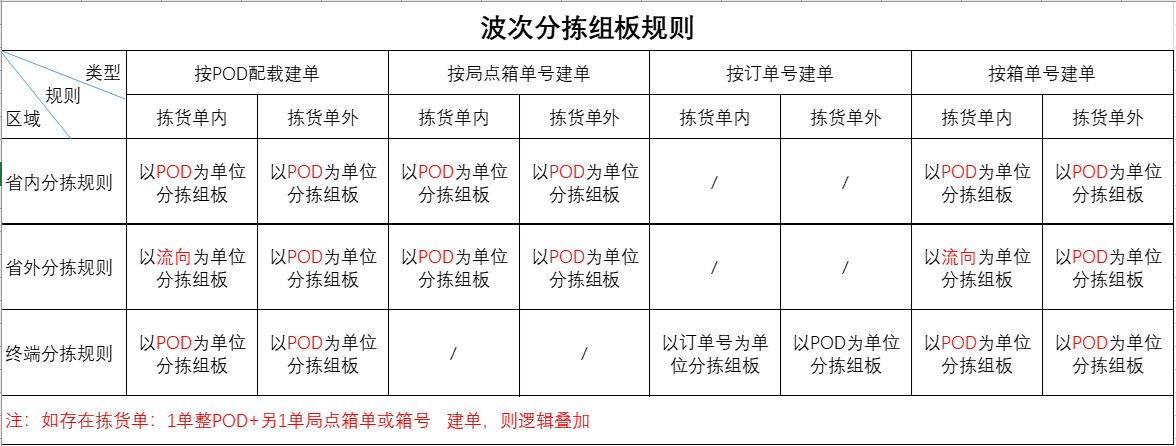 波次分拣组板规则
类型
规则
区域
按POD配载建单
按局点箱单号建单
按订单号建单
按箱单号建单
拣货单内
拣货单外
拣货单内
拣货单外
拣货单内
拣货单外
拣货单内
拣货单外
省内分拣规则
以POD为单位
分拣组板
以POD为单位
分拣组板
以POD为单位
分拣组板
以POD为单位
分拣组板
/
/
以POD为单位
分拣组板
以POD为单位
分拣组板
省外分拣规则
以流向为单位
分拣组板
以POD为单位
分拣组板
以POD为单位
分拣组板
以POD为单位
分拣组板
/
/
以流向为单位
分拣组板
以POD为单位
分拣组板
终端分拣规则
以POD为单位
分拣组板
以POD为单位
分拣组板
/
/
以订单号为单
位分拣组板
以POD为单位
分拣组板
以POD为单位
分拣组板
以POD为单位
分拣组板
注：如存在拣货单：1单整POD+另1单局点箱单或箱号　建单，则逻辑叠加